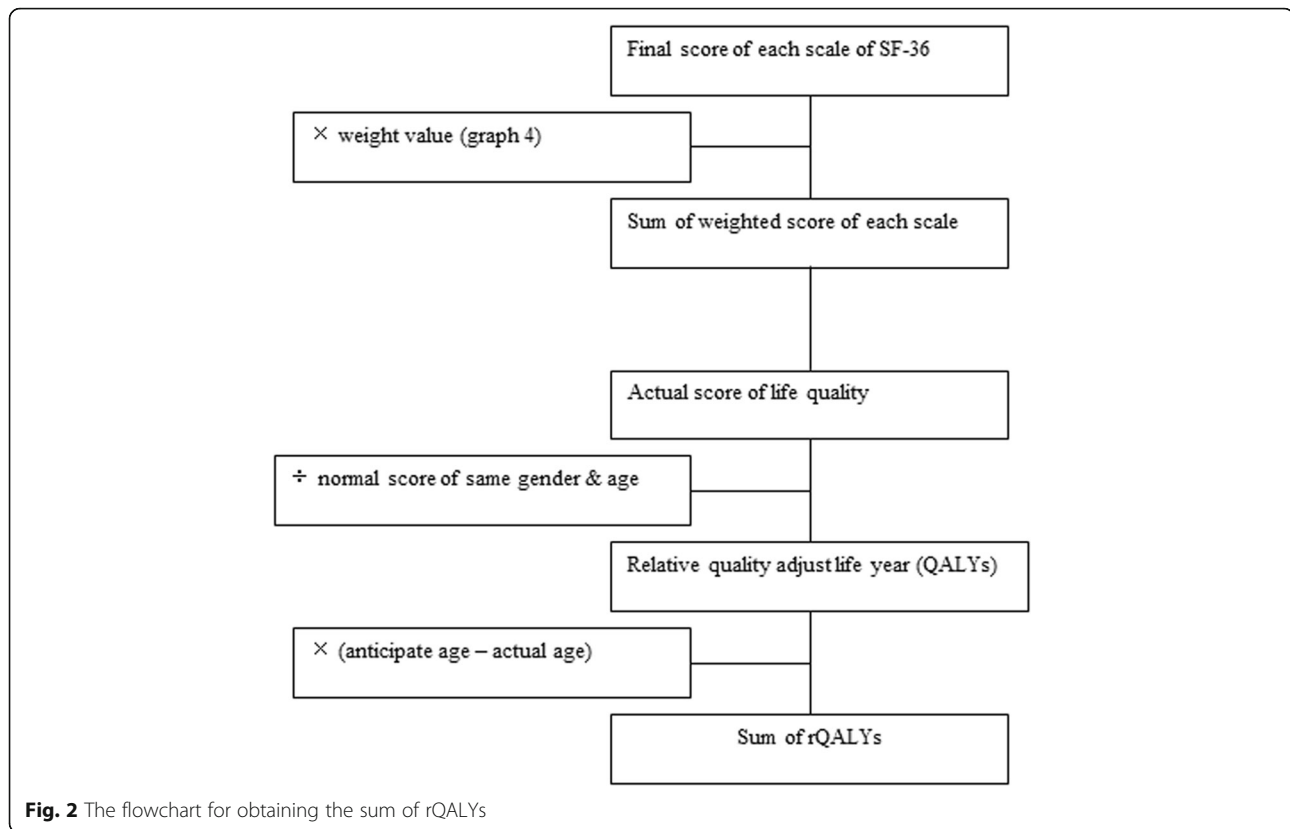 Final score of each scale of SF-36
× weight value (graph 4)
Sum of weighted score of each scale
Actual score of life quality
÷ normal score of same gender & age
Relative quality adjust life year (QALYs)
× (anticipate age – actual age)
Sum of rQALYs
Fig. 2 The flowchart for obtaining the sum of rQALYs